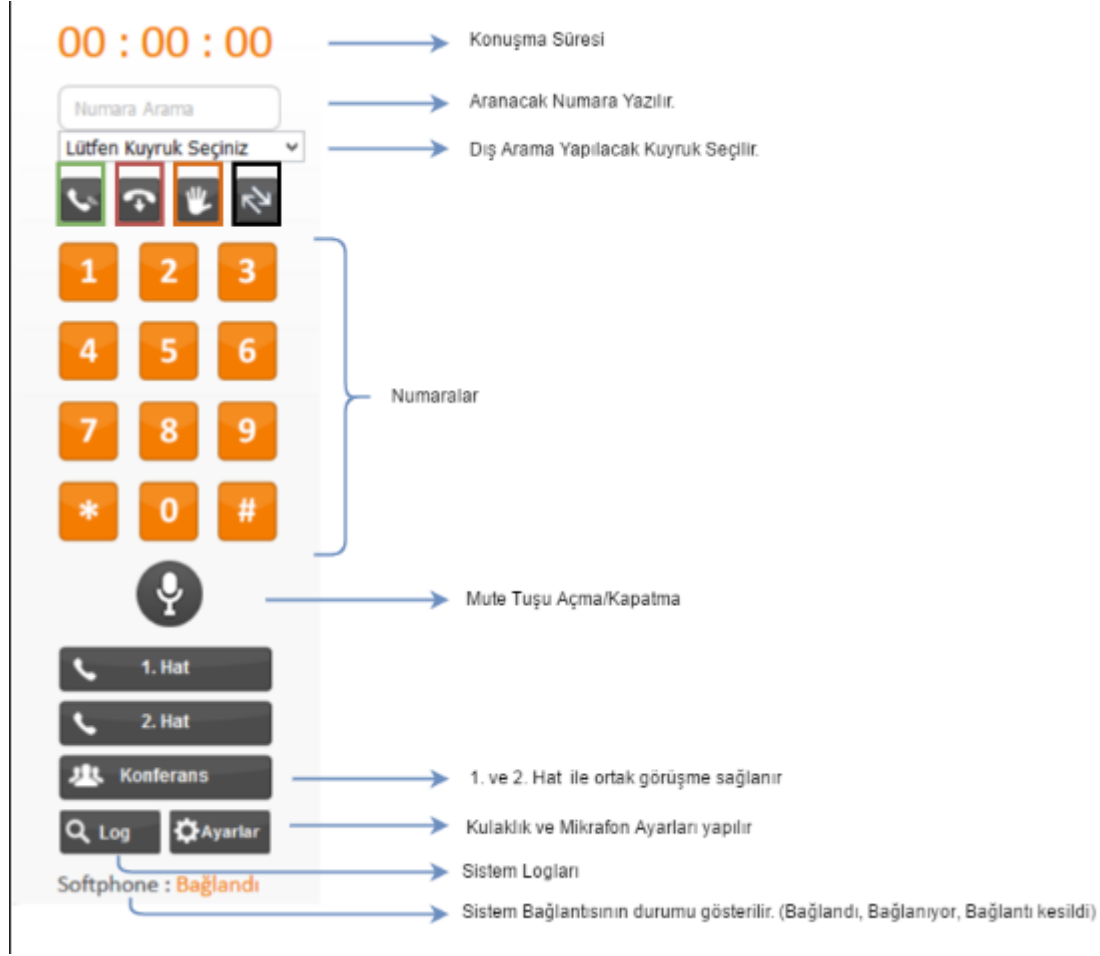 00 : 00 : 00
Konuşma Süresi
Numara Arama
Aranacak Numara Yazılır.
Lütfen Kuyruk Seçiniz
Dış Arama Yapılacak Kuyruk Seçilir.
1 2 3
4 5 6
Numaralar
7 8 9
* 0 #
Mute Tuşu Açma/Kapatma
1. Hat
2. Hat
Konferans
1. ve 2. Hat ile ortak görüşme sağlanır
Log
Ayarlar
Kulaklık ve Mikrafon Ayarları yapılır
Sistem Logları
Softphone : Bağlandı
Sistem Bağlantısının durumu gösterilir. (Bağlandı, Bağlanıyor, Bağlantı kesildi)